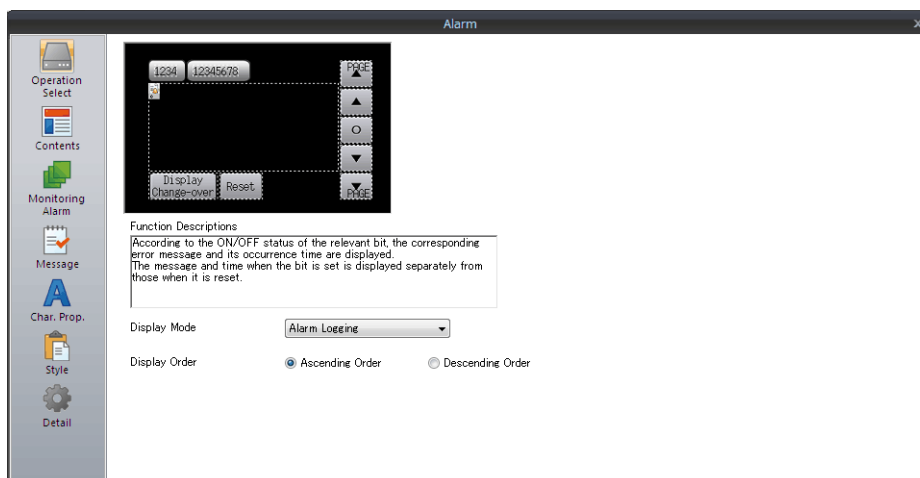 Alarm
x
Operation
Select
Contents
Monitoring
Alarm
Message
Char. Prop.
Style
Detail
1234
12345678
PAGE
O
Display
Change-over
Reset
PAGE
Function Descriptions
According to the ON/OFF status of the relevant bit, the corresponding
error message and its occurrence time are displayed.
The message and time when the bit is set is displayed separately from
those when it is reset.
Display Mode
Alarm Logging
Display Order
Ascending Order
Descending Order